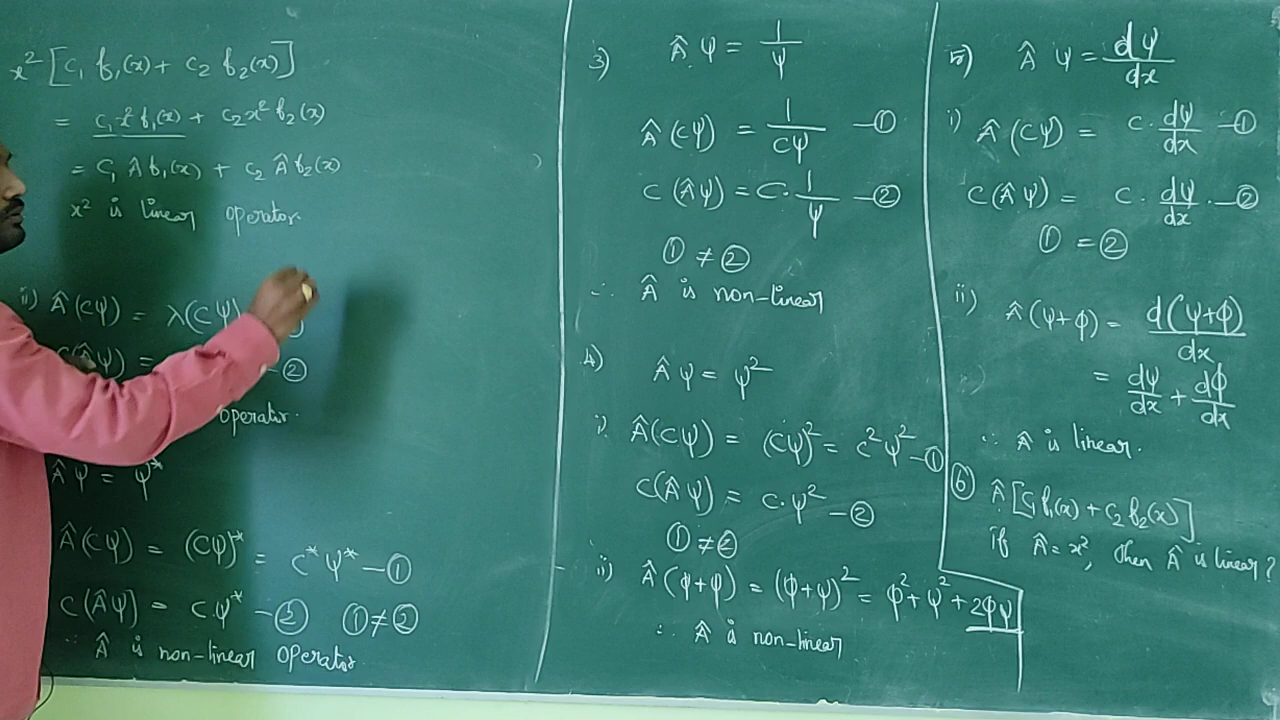 x² [C₁ f₁(x) + C₂ f₂(x)]
= C₁ x² f₁(x) + C₂ x² f₂(x)
= C₁ Â f₁(x) + C₂ Â f₂(x)
x² is linear operator.
ii) Â(Cψ) = λ(Cψ)
C(Âψ) = - ②
operator.
Âψ = ψ*
Â(Cψ) = (Cψ)* = C* ψ* - ①
C(Âψ) = C ψ* - ② ① ≠ ②
∴ Â is non-linear operator
3) Â ψ = 1/ψ
Â(Cψ) = 1/Cψ - ①
C(Âψ) = C · 1/ψ - ②
① ≠ ②
∴ Â is non-linear
4) Âψ = ψ²
i) Â(Cψ) = (Cψ)² = C²ψ² - ①
C(Âψ) = C·ψ² - ②
① ≠ ②
ii) Â(ϕ+ψ) = (ϕ+ψ)² = ϕ² + ψ² + 2ϕψ
∴ Â is non-linear
5) Â ψ = dψ/dx
i) Â(Cψ) = C · dψ/dx - ①
C(Âψ) = C · dψ/dx - ②
① = ②
ii) Â(ψ+ϕ) = d(ψ+ϕ)/dx
= dψ/dx + dϕ/dx
∴ Â is linear.
⑥ Â [C₁f₁(x) + C₂ f₂(x)]
If Â = x², then Â is linear?